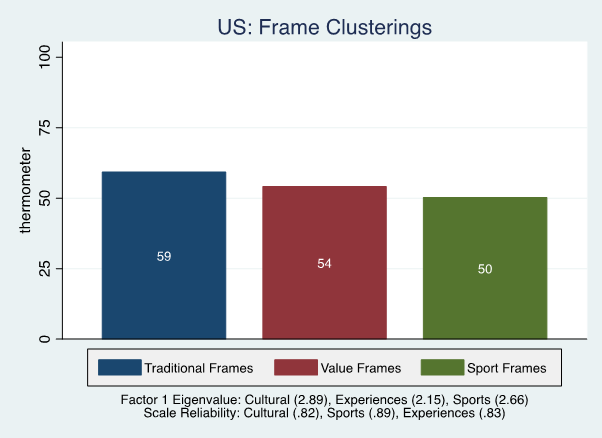 US: Frame Clusterings
thermometer
100
75
50
25
0
59
54
50
Traditional Frames
Value Frames
Sport Frames
Factor 1 Eigenvalue: Cultural (2.89), Experiences (2.15), Sports (2.66)
Scale Reliability: Cultural (.82), Sports (.89), Experiences (.83)